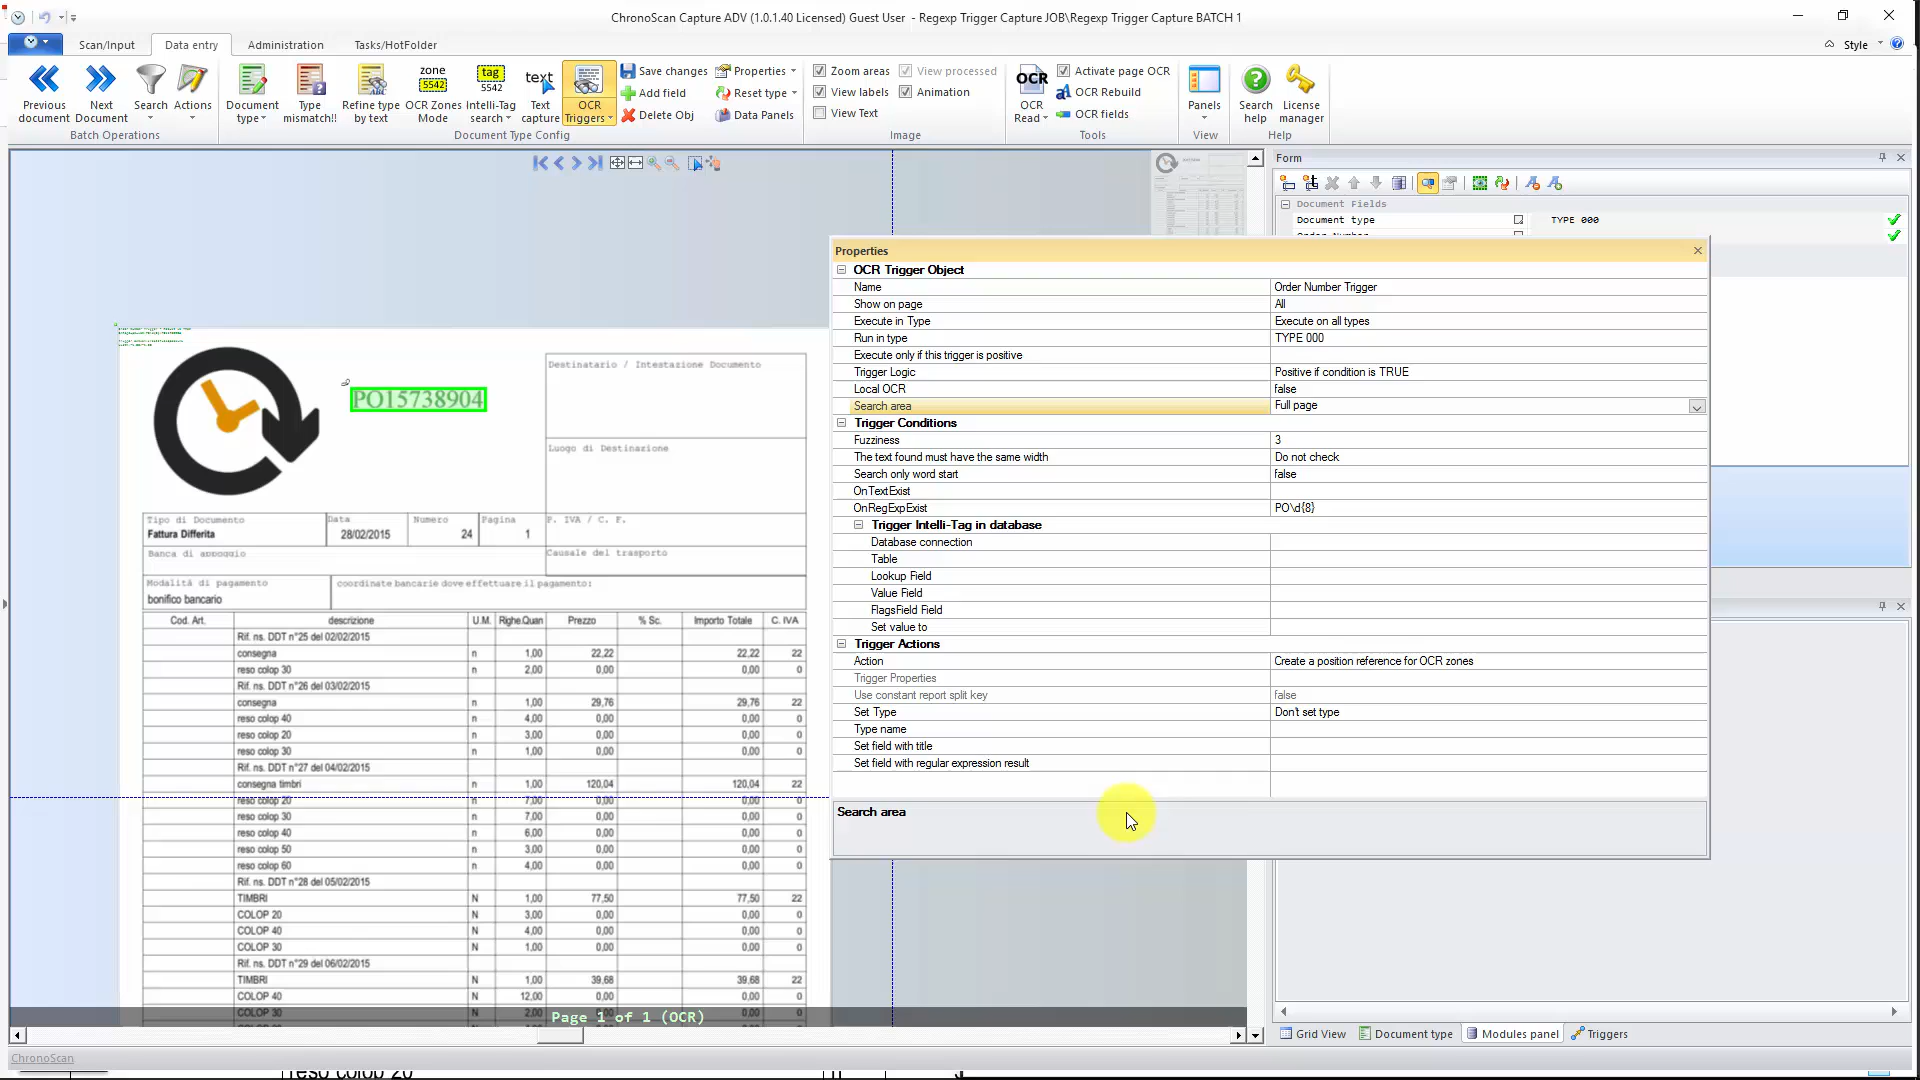 ChronoScan Capture ADV (1.0.1.40 Licensed) Guest User - Regexp Trigger Capture JOB\Regexp Trigger Capture BATCH 1
Scan/Input
Data entry
Administration
Tasks/HotFolder
Style
Previous document
Next Document
Search
Actions
Batch Operations
Document type
Type mismatch!!
Refine type by text
zone 5542
OCR Zones Mode
tag 5542
Intelli-Tag search
text
Text capture
OCR Triggers
Save changes
Add field
Delete Obj
Properties
Reset type
Data Panels
Document Type Config
Zoom areas
View processed
View labels
Animation
View Text
Image
OCR
OCR Read
Activate page OCR
OCR Rebuild
OCR fields
Tools
Panels
View
Search help
License manager
Help
Form
Document Fields
Document type TYPE 000
Order Number
Properties
OCR Trigger Object
Name Order Number Trigger
Show on page All
Execute in Type Execute on all types
Run in type TYPE 000
Execute only if this trigger is positive
Trigger Logic Positive if condition is TRUE
Local OCR false
Search area Full page
Trigger Conditions
Fuzziness 3
The text found must have the same width Do not check
Search only word start false
OnTextExist
OnRegExpExist PO\d{8}
Trigger Intelli-Tag in database
Database connection
Table
Lookup Field
Value Field
FlagsField Field
Set value to
Trigger Actions
Action Create a position reference for OCR zones
Trigger Properties
Use constant report split key false
Set Type Don't set type
Type name
Set field with title
Set field with regular expression result
Search area
PO15738904
Destinatario / Intestazione Documento
Luogo di Destinazione
Tipo di Documento Data Numero Pagina P. IVA / C. F.
Fattura Differita 28/02/2015 24 1
Banca di appoggio Causale del trasporto
Modalitá di pagamento coordinate bancarie dove effettuare il pagamento:
bonifico bancario
Cod. Art. descrizione U.M. Righe.Quan Prezzo % Sc. Importo Totale C. IVA
Rif. ns. DDT n°25 del 02/02/2015
consegna n 1,00 22,22 22,22 22
reso colop 30 n 2,00 0,00 0,00 0
Rif. ns. DDT n°26 del 03/02/2015
consegna n 1,00 29,76 29,76 22
reso colop 40 n 4,00 0,00 0,00 0
reso colop 20 n 3,00 0,00 0,00 0
reso colop 30 n 1,00 0,00 0,00 0
Rif. ns. DDT n°27 del 04/02/2015
consegna timbri n 1,00 120,04 120,04 22
reso colop 20 n 7,00 0,00 0,00 0
reso colop 30 n 7,00 0,00 0,00 0
reso colop 40 n 6,00 0,00 0,00 0
reso colop 50 n 3,00 0,00 0,00 0
reso colop 60 n 4,00 0,00 0,00 0
Rif. ns. DDT n°28 del 05/02/2015
TIMBRI N 1,00 77,50 77,50 22
COLOP 20 N 3,00 0,00 0,00 0
COLOP 40 N 4,00 0,00 0,00 0
COLOP 30 N 1,00 0,00 0,00 0
Rif. ns. DDT n°29 del 06/02/2015
TIMBRI N 1,00 39,68 39,68 22
COLOP 40 N 12,00 0,00 0,00 0
COLOP 30 N 2,00 0,00 0,00 0
Page 1 of 1 (OCR)
Grid View
Document type
Modules panel
Triggers
ChronoScan
reso colop 20